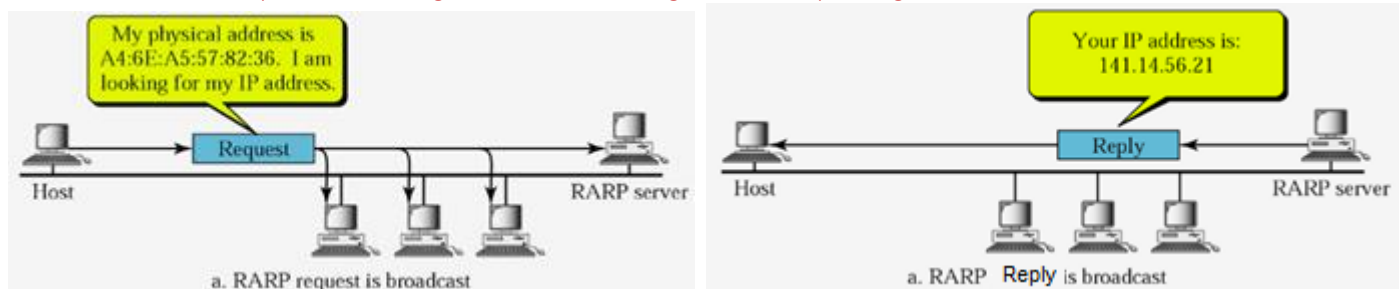 My physical address is
A4:6E:A5:57:82:36. I am
looking for my IP address.
Request
Host
RARP server
a. RARP request is broadcast
Your IP address is:
141.14.56.21
Reply
Host
RARP server
a. RARP Reply is broadcast